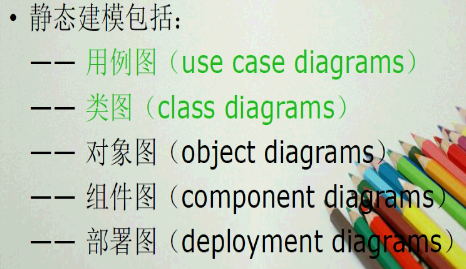 • 静态建模包括:
—— 用例图（use case diagrams）
—— 类图（class diagrams）
—— 对象图（object diagrams）
—— 组件图（component diagrams）
—— 部署图（deployment diagrams）